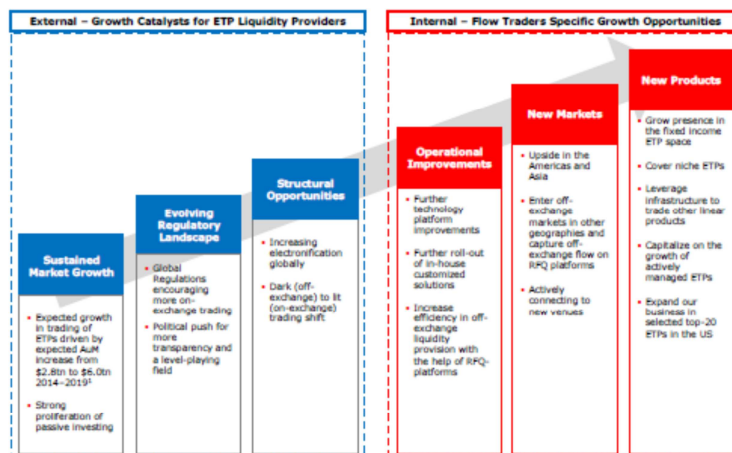 External – Growth Catalysts for ETP Liquidity Providers
Internal – Flow Traders Specific Growth Opportunities
Sustained
Market Growth
▪ Expected growth
in trading of
ETPs driven by
expected AuM
increase from
$2.8tn to $6.0tn
2014–2019¹
▪ Strong
proliferation of
passive investing
Evolving
Regulatory
Landscape
▪ Global
Regulations
encouraging
more on-
exchange trading
▪ Political push for
more
transparency and
a level-playing
field
Structural
Opportunities
▪ Increasing
electronification
globally
▪ Dark (off-
exchange) to lit
(on-exchange)
trading shift
Operational
Improvements
▪ Further
technology
platform
improvements
▪ Further roll-out
of in-house
customized
solutions
▪ Increase
efficiency in off-
exchange
liquidity
provision with
the help of RFQ-
platforms
New Markets
▪ Upside in the
Americas and
Asia
▪ Enter off-
exchange
markets in other
geographies and
capture off-
exchange flow on
RFQ platforms
▪ Actively
connecting to
new venues
New Products
▪ Grow presence in
the fixed income
ETP space
▪ Cover niche ETPs
▪ Leverage
infrastructure to
trade other linear
products
▪ Capitalize on the
growth of
actively
managed ETPs
▪ Expand our
business in
selected top-20
ETPs in the US